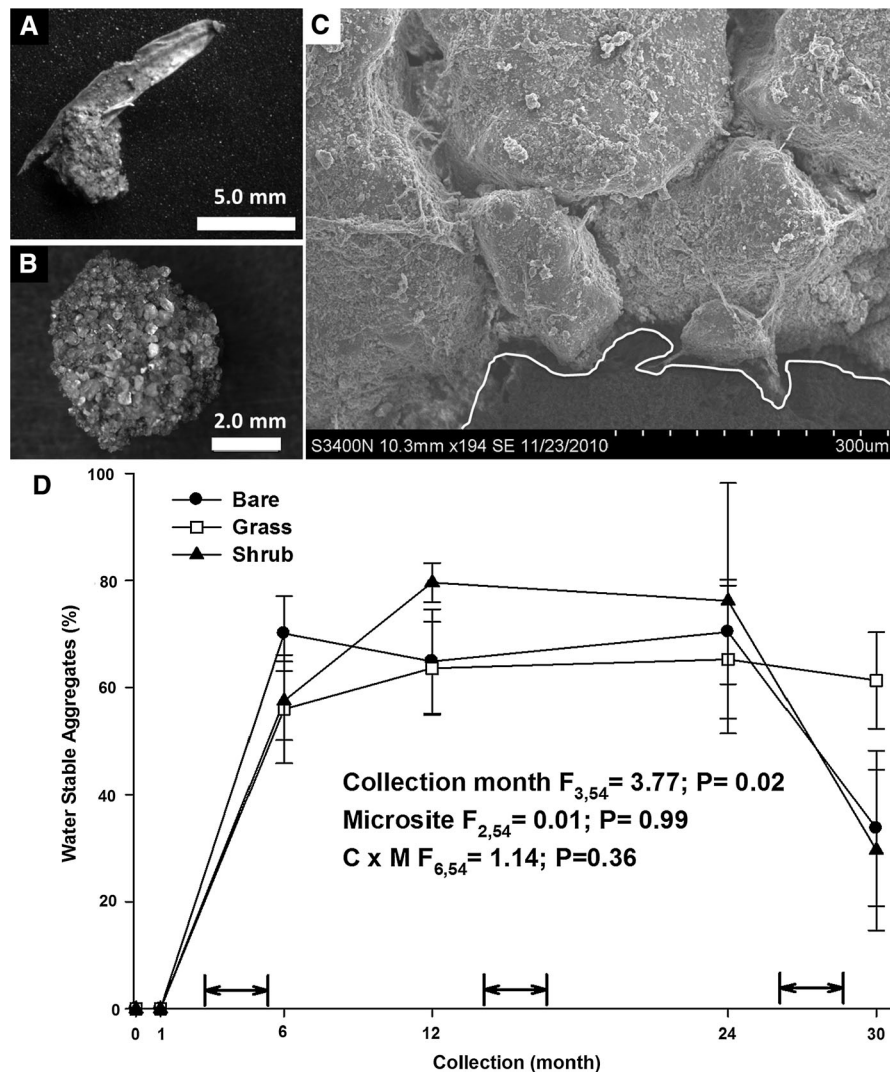 A
5.0 mm
B
2.0 mm
C
S3400N 10.3mm x194 SE 11/23/2010
300um
D
Bare
Grass
Shrub
Water Stable Aggregates (%)
100
80
60
40
20
0
Collection month F3,54= 3.77; P= 0.02
Microsite F2,54= 0.01; P= 0.99
C x M F6,54= 1.14; P=0.36
0 1 6 12 24 30
Collection (month)